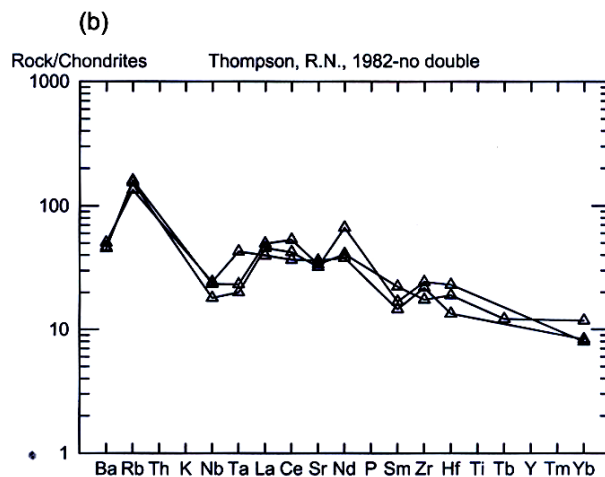 (b)
Rock/Chondrites Thompson, R.N., 1982-no double
1000
100
10
1
Ba Rb Th K Nb Ta La Ce Sr Nd P Sm Zr Hf Ti Tb Y Tm Yb